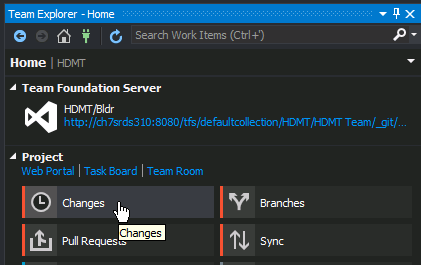 Team Explorer - Home
Search Work Items (Ctrl+')
Home | HDMT
Team Foundation Server
HDMT/Bldr
http://ch7srds310:8080/tfs/defaultcollection/HDMT/HDMT Team/_git/...
Project
Web Portal | Task Board | Team Room
Changes
Branches
Changes
Pull Requests
Sync